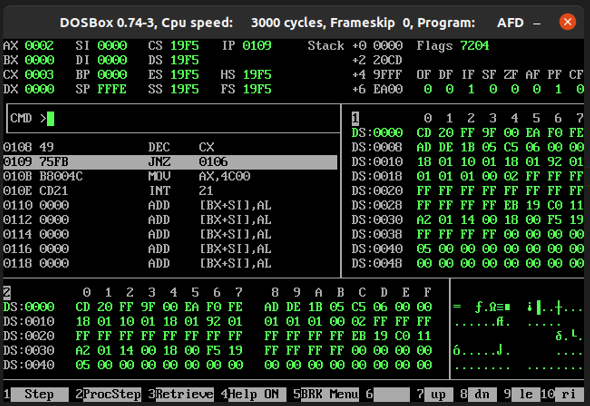 DOSBox 0.74-3, Cpu speed: 3000 cycles, Frameskip 0, Program: AFD
AX 0002 SI 0000 CS 19F5 IP 0109 Stack +0 0000 Flags 7204
BX 0000 DI 0000 DS 19F5 +2 20CD
CX 0003 BP 0000 ES 19F5 HS 19F5 +4 9FFF OF DF IF SF ZF AF PF CF
DX 0000 SP FFFE SS 19F5 FS 19F5 +6 EA00 0 0 1 0 0 0 1 0
CMD >
1 0 1 2 3 4 5 6 7
DS:0000 CD 20 FF 9F 00 EA F0 FE
0108 49 DEC CX DS:0008 AD DE 1B 05 C5 06 00 00
0109 75FB JNZ 0106 DS:0010 18 01 10 01 18 01 92 01
010B B8004C MOV AX,4C00 DS:0018 01 01 01 00 02 FF FF FF
010E CD21 INT 21 DS:0020 FF FF FF FF FF FF FF FF
0110 0000 ADD [BX+SI],AL DS:0028 FF FF FF FF EB 19 C0 11
0112 0000 ADD [BX+SI],AL DS:0030 A2 01 14 00 18 00 F5 19
0114 0000 ADD [BX+SI],AL DS:0038 FF FF FF FF 00 00 00 00
0116 0000 ADD [BX+SI],AL DS:0040 05 00 00 00 00 00 00 00
0118 0000 ADD [BX+SI],AL DS:0048 00 00 00 00 00 00 00 00
2 0 1 2 3 4 5 6 7 8 9 A B C D E F
DS:0000 CD 20 FF 9F 00 EA F0 FE AD DE 1B 05 C5 06 00 00 = ƒ.Ω≡■ ¡▐..┼...
DS:0010 18 01 10 01 18 01 92 01 01 01 01 00 02 FF FF FF ......Æ. .....
DS:0020 FF FF FF FF FF FF FF FF FF FF FF FF EB 19 C0 11 δ.└.
DS:0030 A2 01 14 00 18 00 F5 19 FF FF FF FF 00 00 00 00 ó.....⌡. ....
DS:0040 05 00 00 00 00 00 00 00 00 00 00 00 00 00 00 00 ........ ........
1 Step 2ProcStep 3Retrieve 4Help ON 5BRK Menu 6 7 up 8 dn 9 le 10 ri